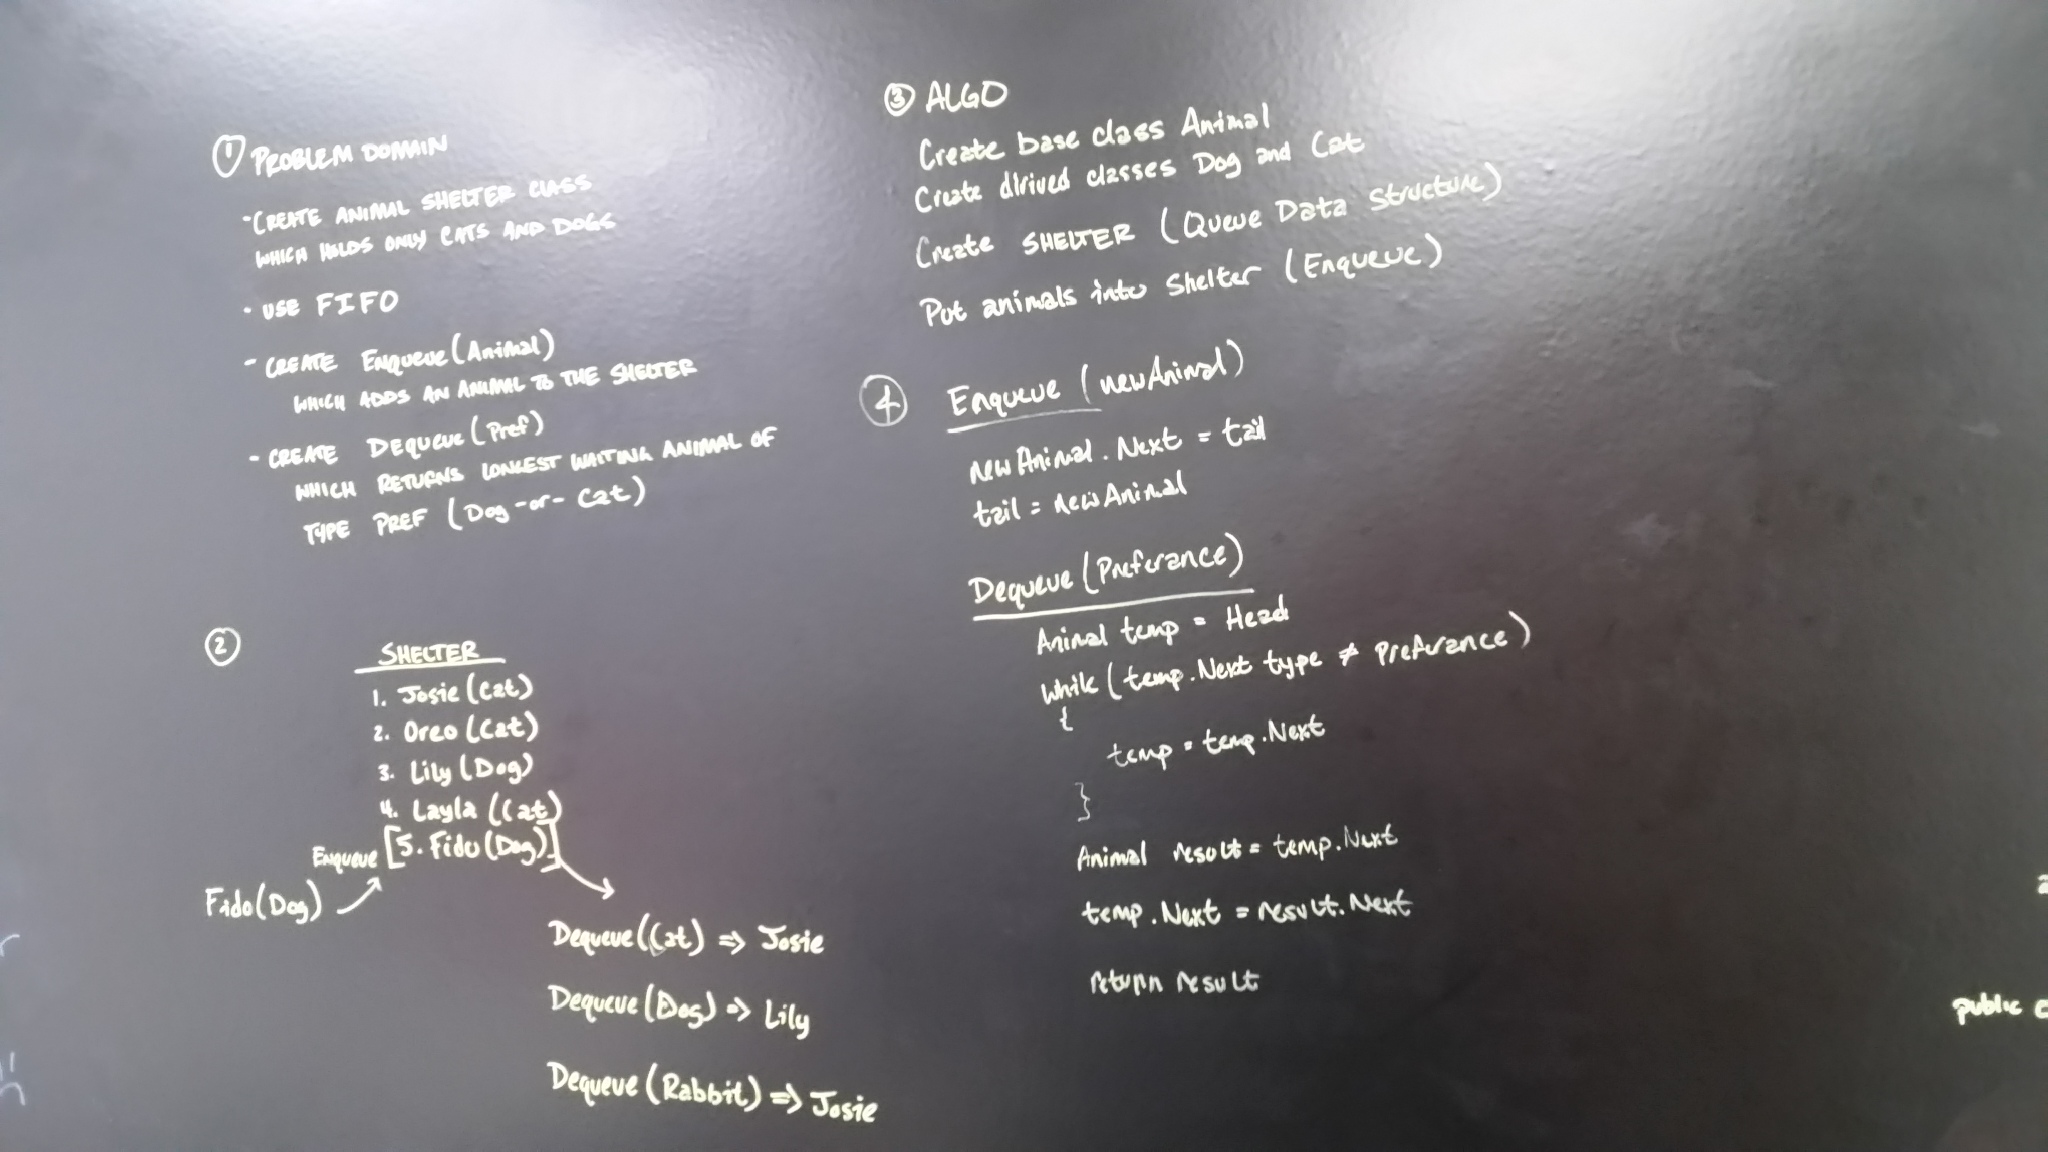 ① PROBLEM DOMAIN
- CREATE ANIMAL SHELTER CLASS
WHICH HOLDS ONLY CATS AND DOGS
• USE FIFO
- CREATE Enqueue(Animal)
WHICH ADDS AN ANIMAL TO THE SHELTER
- CREATE DEqueue(Pref)
WHICH RETURNS LONGEST WAITING ANIMAL OF
TYPE PREF (Dog -or- Cat)
②
SHELTER
1. Josie (Cat)
2. Oreo (Cat)
3. Lily (Dog)
4. Layla (Cat)
Enqueue [5. Fido (Dog)]
Fido(Dog)
Dequeue(Cat) => Josie
Dequeue(Dog) => Lily
Dequeue(Rabbit) => Josie
③ ALGO
Create base class Animal
Create dirived classes Dog and Cat
Create SHELTER (Queue Data Structure)
Put animals into Shelter (Enqueue)
④ Enqueue (newAnimal)
newAnimal.Next = tail
tail = newAnimal
Dequeue(Preferance)
Animal temp = Head
while (temp.Next type ≠ Preferance)
{
temp = temp.Next
}
Animal result = temp.Next
temp.Next = result.Next
return result
public